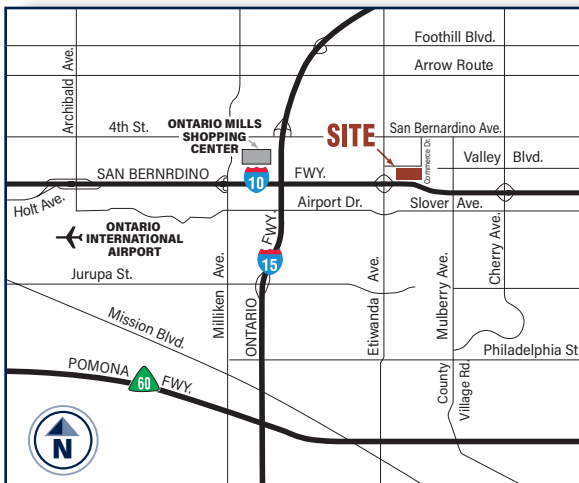 Foothill Blvd.
Arrow Route
Archibald Ave.
4th St.
ONTARIO MILLS
SHOPPING
CENTER
SITE
San Bernardino Ave.
Commerce Dr.
Valley Blvd.
SAN BERNRDINO FWY.
10
Holt Ave.
Airport Dr.
Slover Ave.
ONTARIO
INTERNATIONAL
AIRPORT
Milliken Ave.
ONTARIO FWY.
15
Etiwanda Ave.
Mulberry Ave.
Cherry Ave.
Jurupa St.
Mission Blvd.
Philadelphia St
POMONA FWY.
60
County
Village Rd.
N